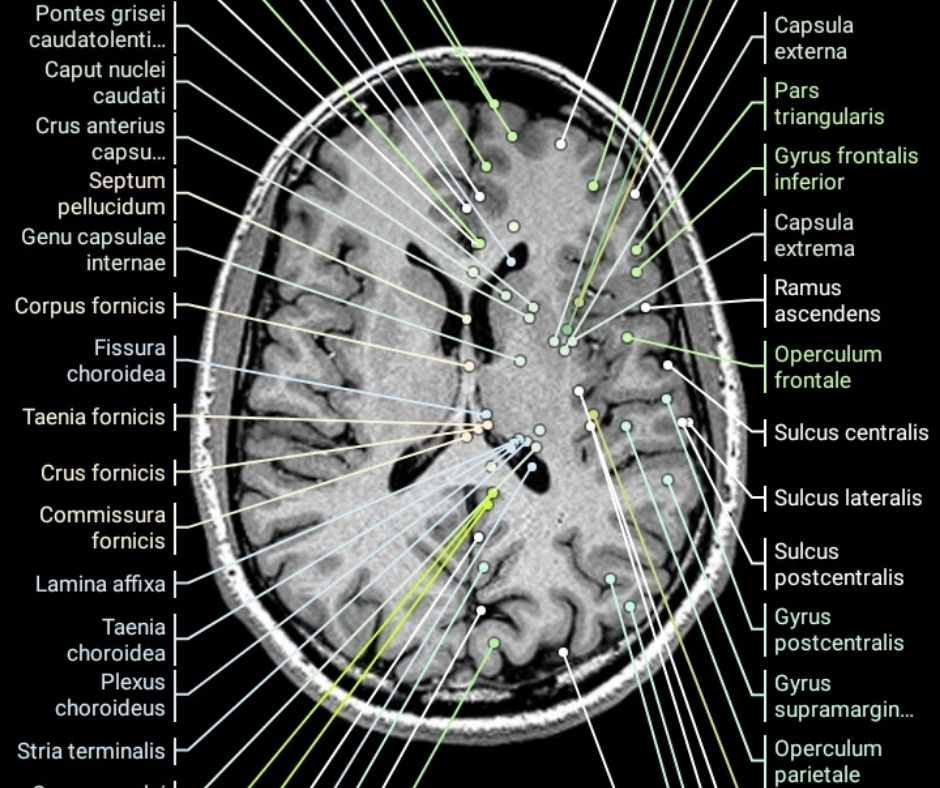 Pontes grisei
caudatolenti…
Caput nuclei
caudati
Crus anterius
capsu…
Septum
pellucidum
Genu capsulae
internae
Corpus fornicis
Fissura
choroidea
Taenia fornicis
Crus fornicis
Commissura
fornicis
Lamina affixa
Taenia
choroidea
Plexus
choroideus
Stria terminalis
Capsula
externa
Pars
triangularis
Gyrus frontalis
inferior
Capsula
extrema
Ramus
ascendens
Operculum
frontale
Sulcus centralis
Sulcus lateralis
Sulcus
postcentralis
Gyrus
postcentralis
Gyrus
supramargin…
Operculum
parietale